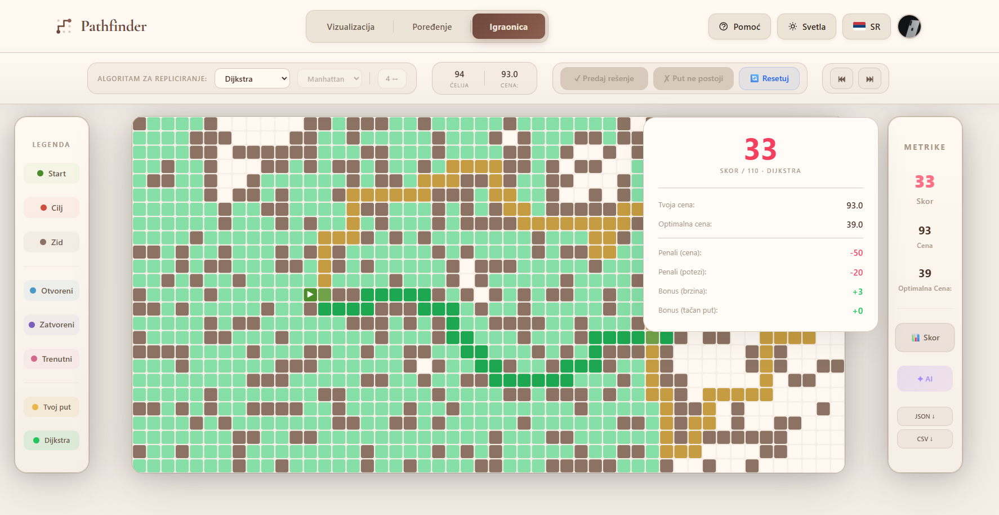 Pathfinder
Vizualizacija
Poređenje
Igraonica
Pomoć
Svetla
SR
ALGORITAM ZA REPLICIRANJE:
Dijkstra
Manhattan
4 ↔
94
ĆELIJA
93.0
CENA:
✓ Predaj rešenje
✗ Put ne postoji
Resetuj
LEGENDA
Start
Cilj
Zid
Otvoreni
Zatvoreni
Trenutni
Tvoj put
Dijkstra
33
SKOR / 110 · DIJKSTRA
Tvoja cena: 93.0
Optimalna cena: 39.0
Penali (cena): -50
Penali (potezi): -20
Bonus (brzina): +3
Bonus (tačan put): +0
METRIKE
33
Skor
93
Cena
39
Optimalna Cena:
Skor
✦ AI
JSON ↓
CSV ↓